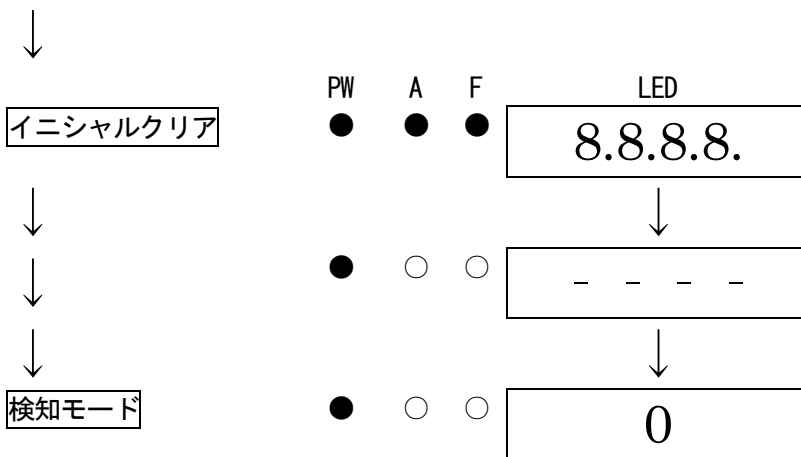 ↓
PW A F LED
イニシャルクリア ● ● ● 8.8.8.8.
↓ ↓
↓ ● ○ ○ - - - -
↓ ↓
検知モード ● ○ ○ 0